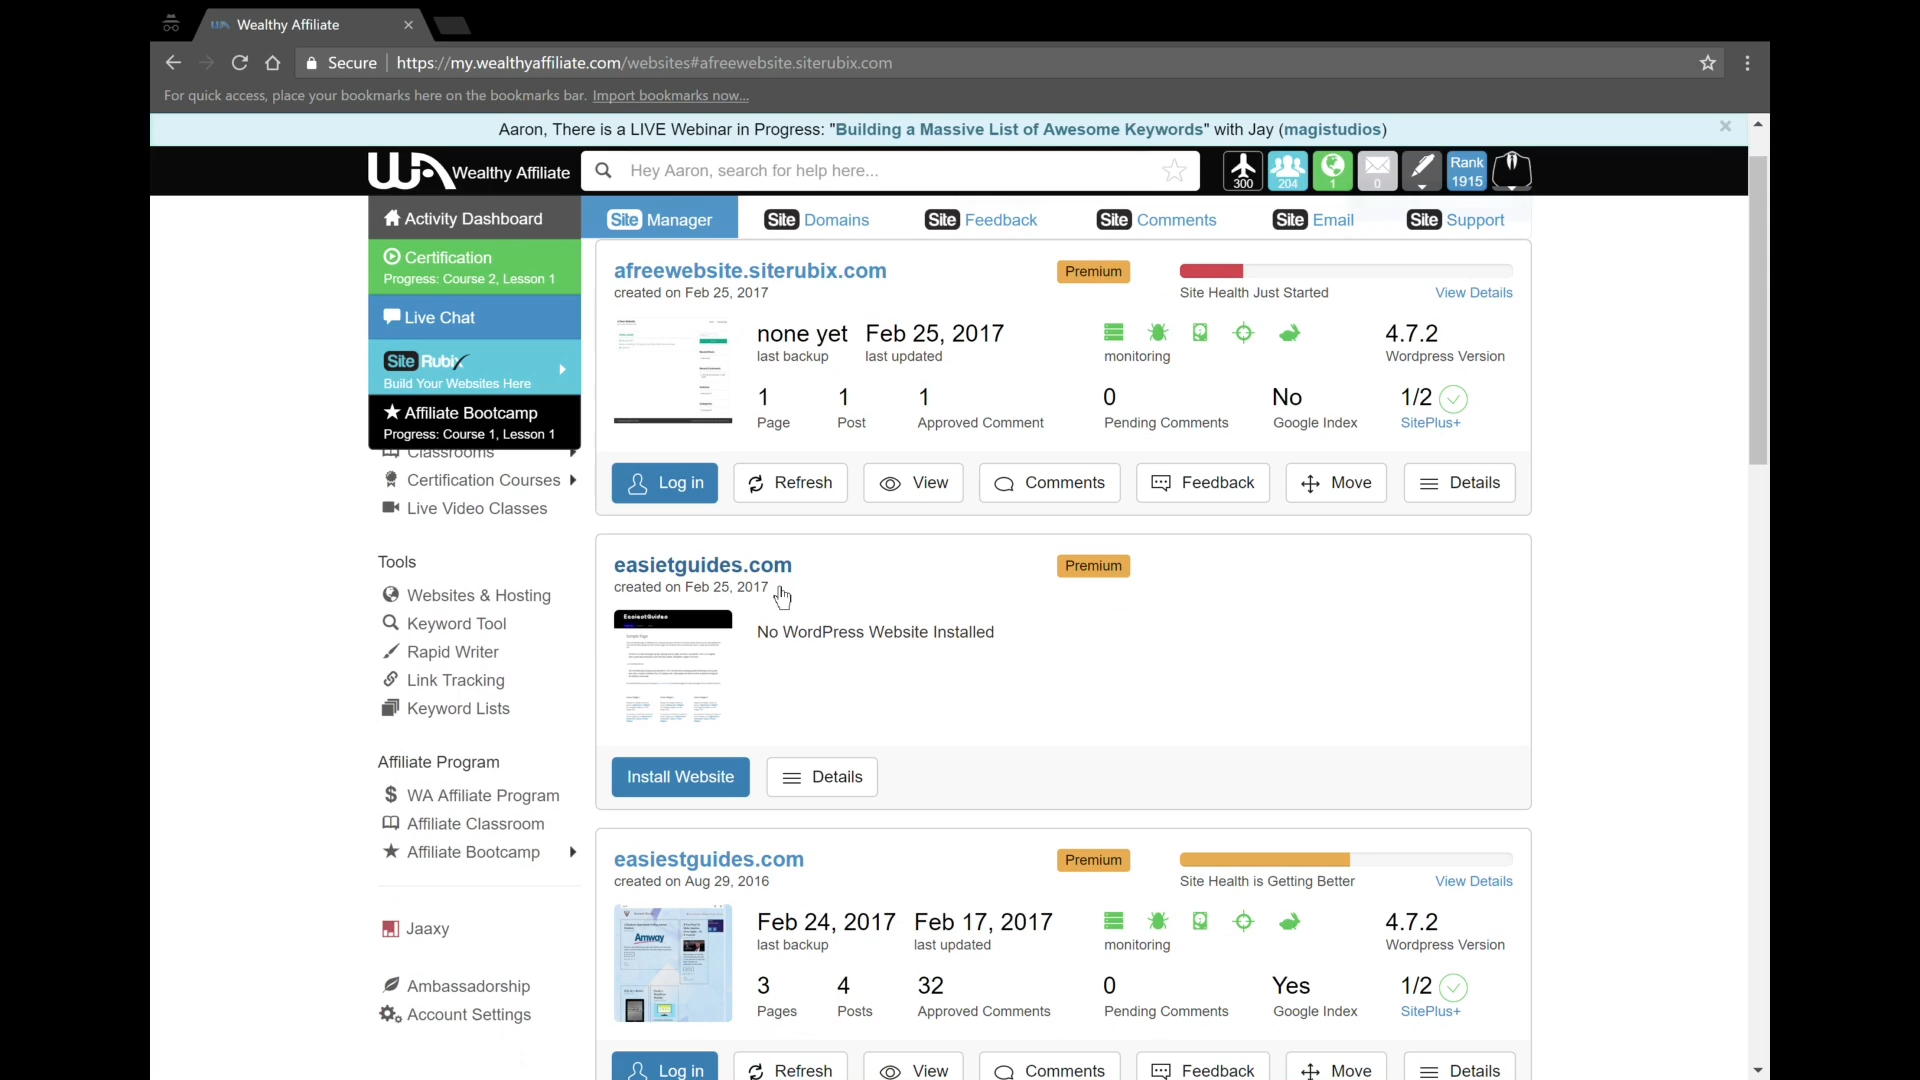 Wealthy Affiliate
Secure
https://my.wealthyaffiliate.com/websites#afreewebsite.siterubix.com
For quick access, place your bookmarks here on the bookmarks bar. Import bookmarks now...
Aaron, There is a LIVE Webinar in Progress: "Building a Massive List of Awesome Keywords" with Jay (magistudios)
WA Wealthy Affiliate
Hey Aaron, search for help here...
300
204
1
0
Rank
1915
Activity Dashboard
Certification
Progress: Course 2, Lesson 1
Live Chat
Site Rubix
Build Your Websites Here
Affiliate Bootcamp
Progress: Course 1, Lesson 1
Classrooms
Certification Courses
Live Video Classes
Tools
Websites & Hosting
Keyword Tool
Rapid Writer
Link Tracking
Keyword Lists
Affiliate Program
WA Affiliate Program
Affiliate Classroom
Affiliate Bootcamp
Jaaxy
Ambassadorship
Account Settings
Site Manager
Site Domains
Site Feedback
Site Comments
Site Email
Site Support
afreewebsite.siterubix.com
created on Feb 25, 2017
Premium
Site Health Just Started
View Details
none yet
last backup
Feb 25, 2017
last updated
monitoring
4.7.2
Wordpress Version
1
Page
1
Post
1
Approved Comment
0
Pending Comments
No
Google Index
1/2
SitePlus+
Log in
Refresh
View
Comments
Feedback
Move
Details
easietguides.com
created on Feb 25, 2017
Premium
EasiestGuides
No WordPress Website Installed
Install Website
Details
easiestguides.com
created on Aug 29, 2016
Premium
Site Health is Getting Better
View Details
Amway
Feb 24, 2017
last backup
Feb 17, 2017
last updated
monitoring
4.7.2
Wordpress Version
3
Pages
4
Posts
32
Approved Comments
0
Pending Comments
Yes
Google Index
1/2
SitePlus+
Log in
Refresh
View
Comments
Feedback
Move
Details